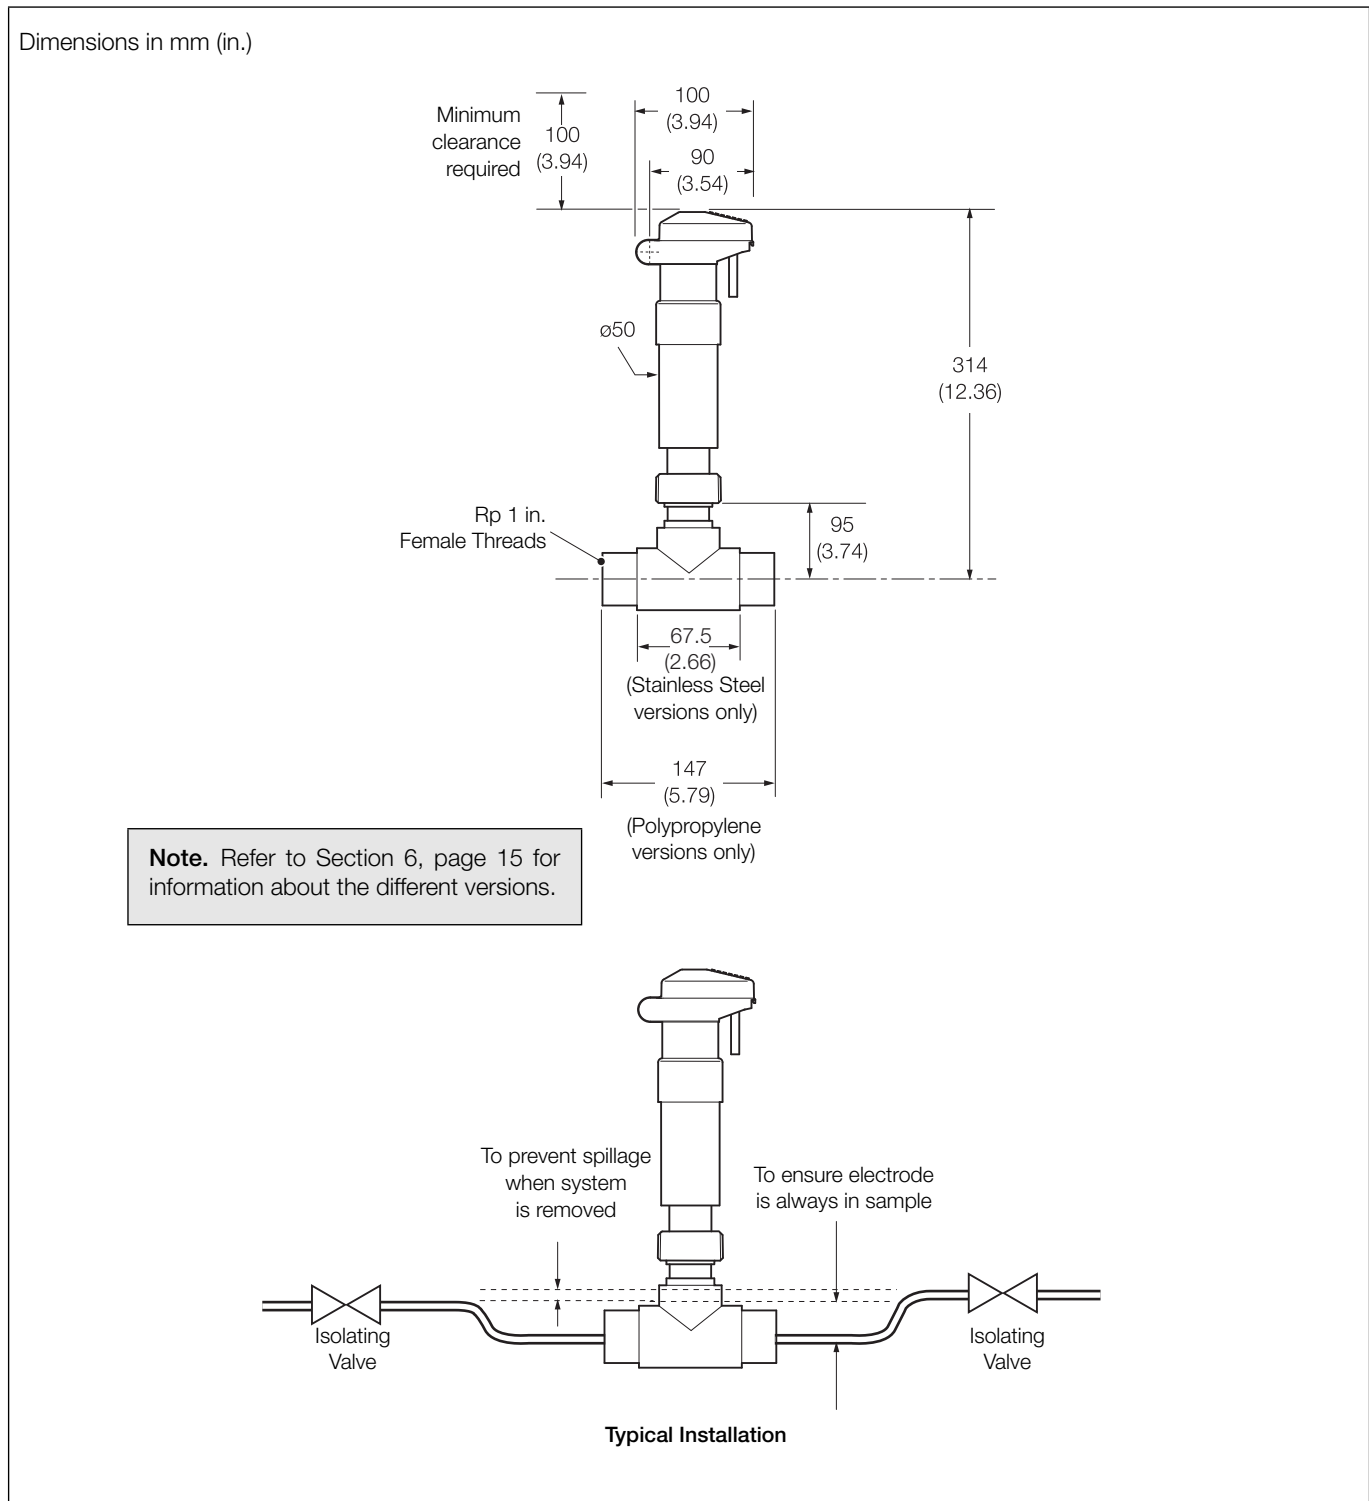 Dimensions in mm (in.)
Minimum
clearance
required
100
(3.94)
100
(3.94)
90
(3.54)
ø50
314
(12.36)
Rp 1 in.
Female Threads
95
(3.74)
67.5
(2.66)
(Stainless Steel
versions only)
147
(5.79)
(Polypropylene
versions only)
Note. Refer to Section 6, page 15 for
information about the different versions.
To prevent spillage
when system
is removed
To ensure electrode
is always in sample
Isolating
Valve
Isolating
Valve
Typical Installation